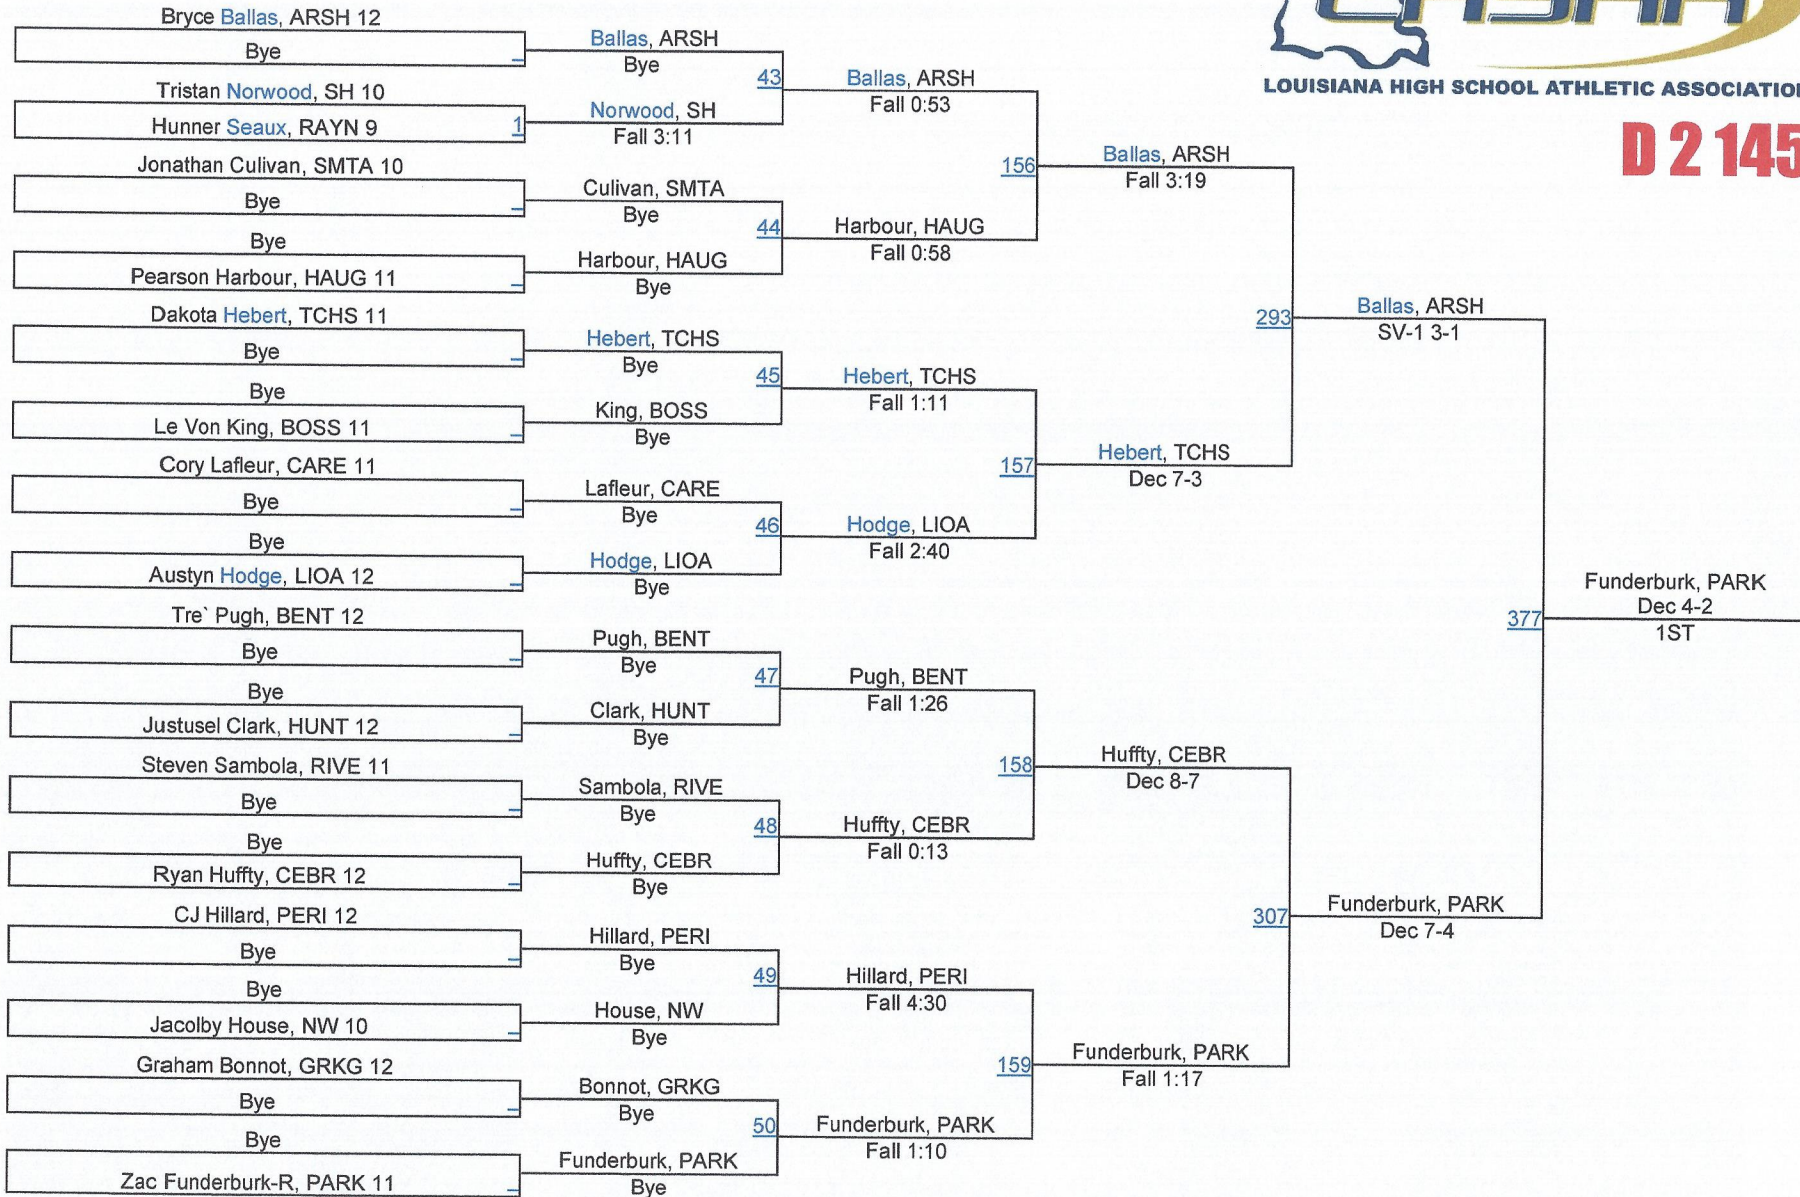 LHSAA
LOUISIANA HIGH SCHOOL ATHLETIC ASSOCIATION
D 2 145
Bryce Ballas, ARSH 12
Bye
Tristan Norwood, SH 10
1
Hunner Seaux, RAYN 9
Jonathan Culivan, SMTA 10
Bye
Bye
Pearson Harbour, HAUG 11
Dakota Hebert, TCHS 11
Bye
Bye
Le Von King, BOSS 11
Cory Lafleur, CARE 11
Bye
Bye
Austyn Hodge, LIOA 12
Tre` Pugh, BENT 12
Bye
Bye
Justusel Clark, HUNT 12
Steven Sambola, RIVE 11
Bye
Bye
Ryan Huffty, CEBR 12
CJ Hillard, PERI 12
Bye
Bye
Jacolby House, NW 10
Graham Bonnot, GRKG 12
Bye
Bye
Zac Funderburk-R, PARK 11
Ballas, ARSH
Bye
43
Norwood, SH
Fall 3:11
Culivan, SMTA
Bye
44
Harbour, HAUG
Bye
Hebert, TCHS
Bye
45
King, BOSS
Bye
Lafleur, CARE
Bye
46
Hodge, LIOA
Bye
Pugh, BENT
Bye
47
Clark, HUNT
Bye
Sambola, RIVE
Bye
48
Huffty, CEBR
Bye
Hillard, PERI
Bye
49
House, NW
Bye
Bonnot, GRKG
Bye
50
Funderburk, PARK
Bye
Ballas, ARSH
Fall 0:53
156
Harbour, HAUG
Fall 0:58
Hebert, TCHS
Fall 1:11
157
Hodge, LIOA
Fall 2:40
Pugh, BENT
Fall 1:26
158
Huffty, CEBR
Fall 0:13
Hillard, PERI
Fall 4:30
159
Funderburk, PARK
Fall 1:10
Ballas, ARSH
Fall 3:19
293
Hebert, TCHS
Dec 7-3
Huffty, CEBR
Dec 8-7
307
Funderburk, PARK
Fall 1:17
Ballas, ARSH
SV-1 3-1
377
Funderburk, PARK
Dec 7-4
Funderburk, PARK
Dec 4-2
1ST